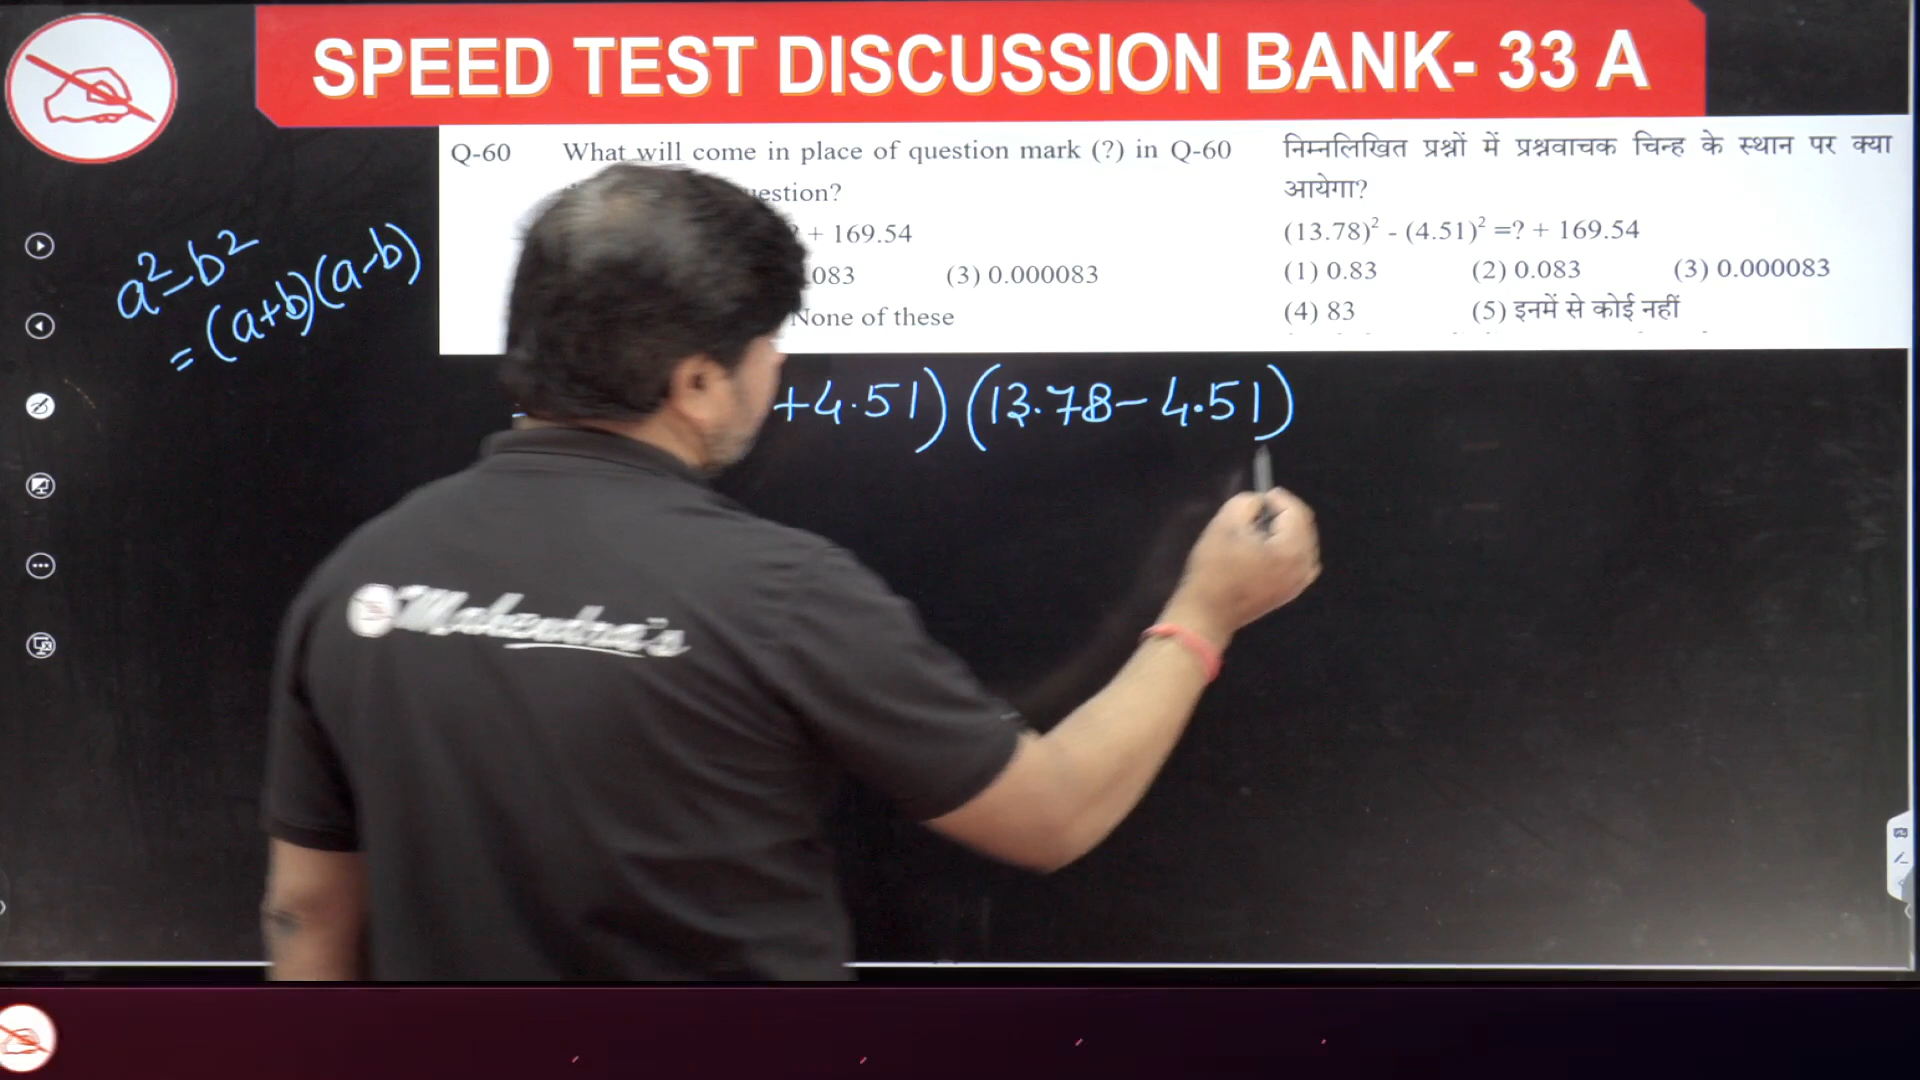 SPEED TEST DISCUSSION BANK- 33 A
Q-60 What will come in place of question mark (?) in Q-60
estion?
+ 169.54
.083 (3) 0.000083
None of these
निम्नलिखित प्रश्नों में प्रश्नवाचक चिन्ह के स्थान पर क्या
आयेगा?
(13.78)² - (4.51)² =? + 169.54
(1) 0.83 (2) 0.083 (3) 0.000083
(4) 83 (5) इनमें से कोई नहीं
a²-b²
=(a+b)(a-b)
+4.51)(13.78-4.51)
Mahendra's